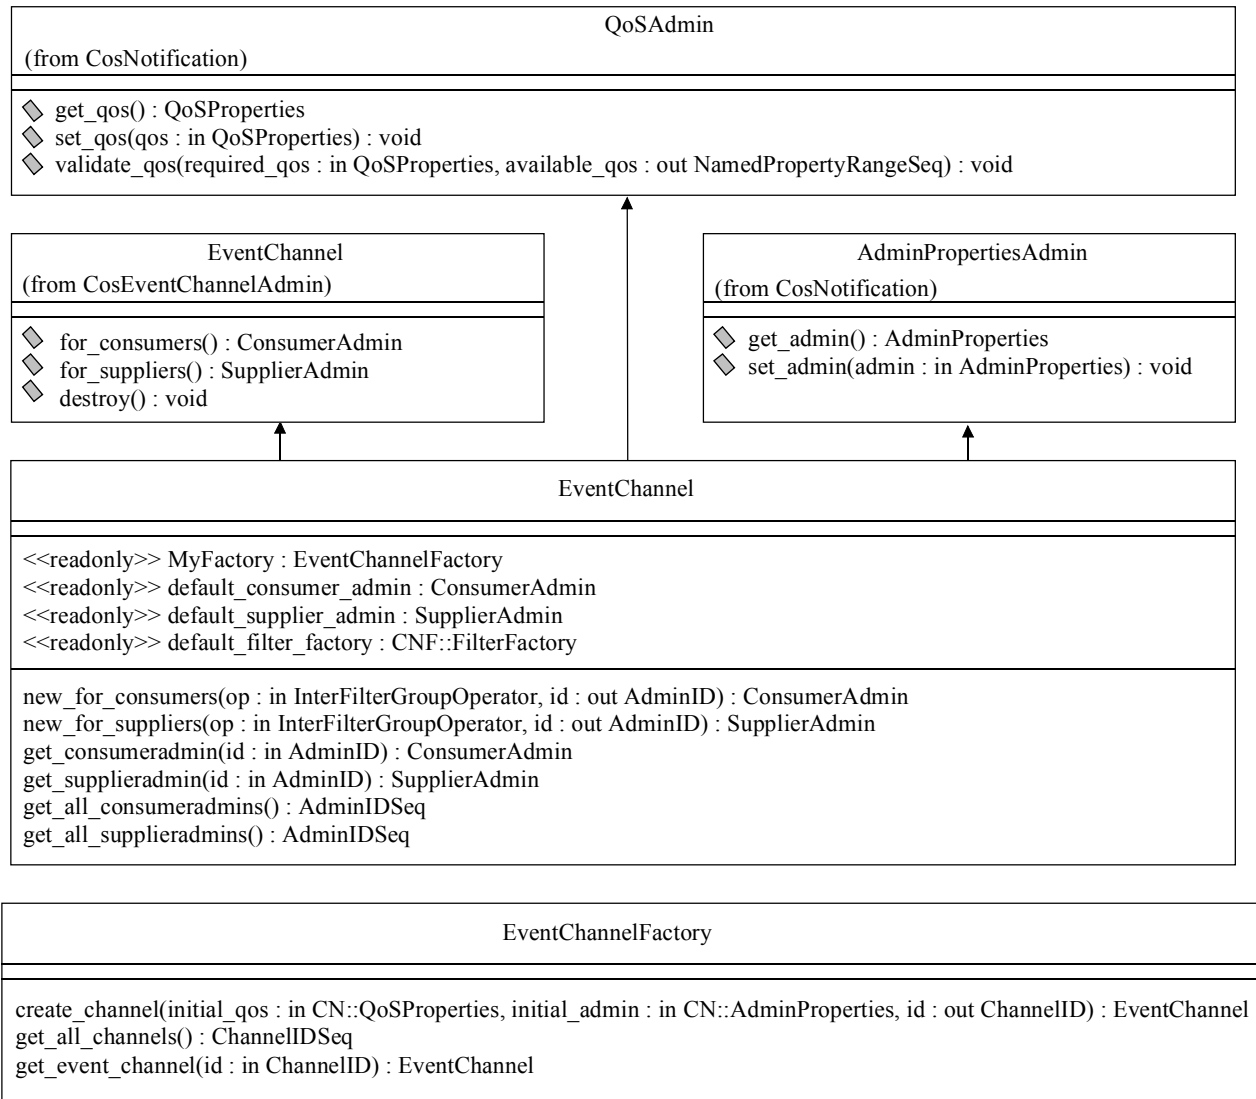 QoSAdmin
(from CosNotification)
get_qos() : QoSProperties
set_qos(qos : in QoSProperties) : void
validate_qos(required_qos : in QoSProperties, available_qos : out NamedPropertyRangeSeq) : void
EventChannel
(from CosEventChannelAdmin)
for_consumers() : ConsumerAdmin
for_suppliers() : SupplierAdmin
destroy() : void
AdminPropertiesAdmin
(from CosNotification)
get_admin() : AdminProperties
set_admin(admin : in AdminProperties) : void
EventChannel
<<readonly>> MyFactory : EventChannelFactory
<<readonly>> default_consumer_admin : ConsumerAdmin
<<readonly>> default_supplier_admin : SupplierAdmin
<<readonly>> default_filter_factory : CNF::FilterFactory
new_for_consumers(op : in InterFilterGroupOperator, id : out AdminID) : ConsumerAdmin
new_for_suppliers(op : in InterFilterGroupOperator, id : out AdminID) : SupplierAdmin
get_consumeradmin(id : in AdminID) : ConsumerAdmin
get_supplieradmin(id : in AdminID) : SupplierAdmin
get_all_consumeradmins() : AdminIDSeq
get_all_supplieradmins() : AdminIDSeq
EventChannelFactory
create_channel(initial_qos : in CN::QoSProperties, initial_admin : in CN::AdminProperties, id : out ChannelID) : EventChannel
get_all_channels() : ChannelIDSeq
get_event_channel(id : in ChannelID) : EventChannel